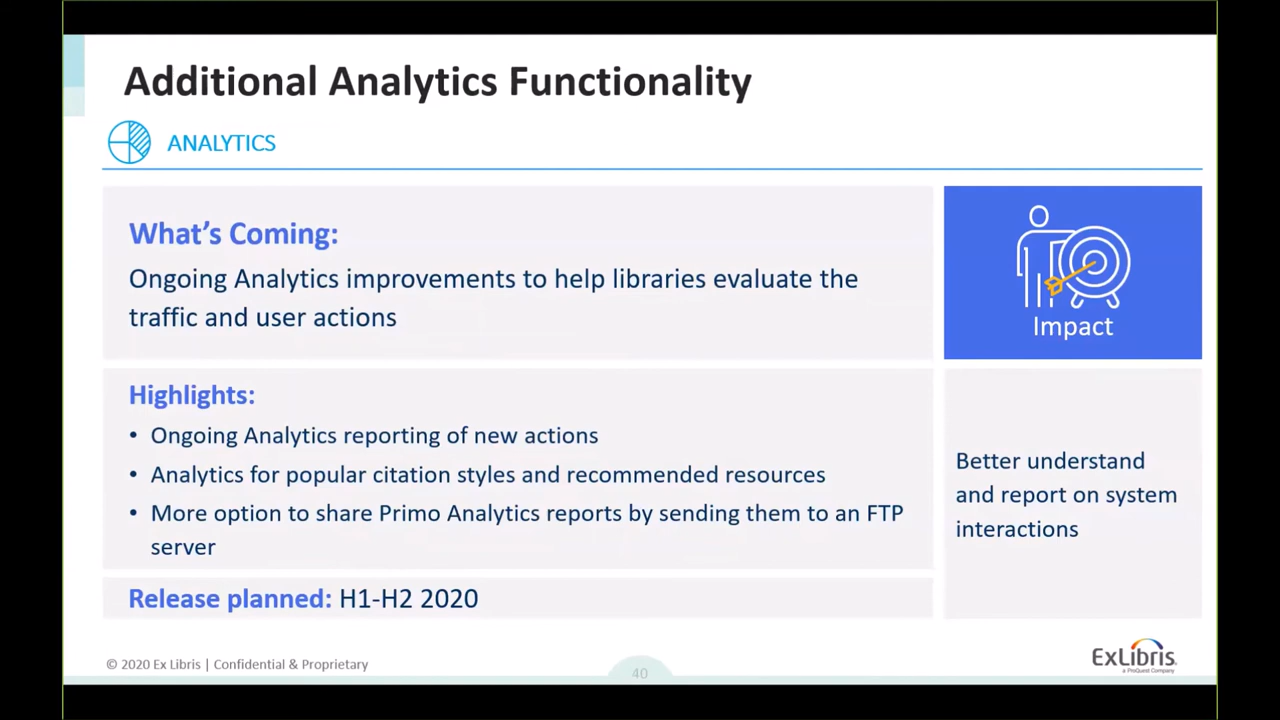 Additional Analytics Functionality
ANALYTICS
What's Coming:
Ongoing Analytics improvements to help libraries evaluate the
traffic and user actions
Impact
Highlights:
• Ongoing Analytics reporting of new actions
• Analytics for popular citation styles and recommended resources
• More option to share Primo Analytics reports by sending them to an FTP
server
Better understand
and report on system
interactions
Release planned: H1-H2 2020
© 2020 Ex Libris | Confidential & Proprietary
40
ExLibris
a ProQuest Company